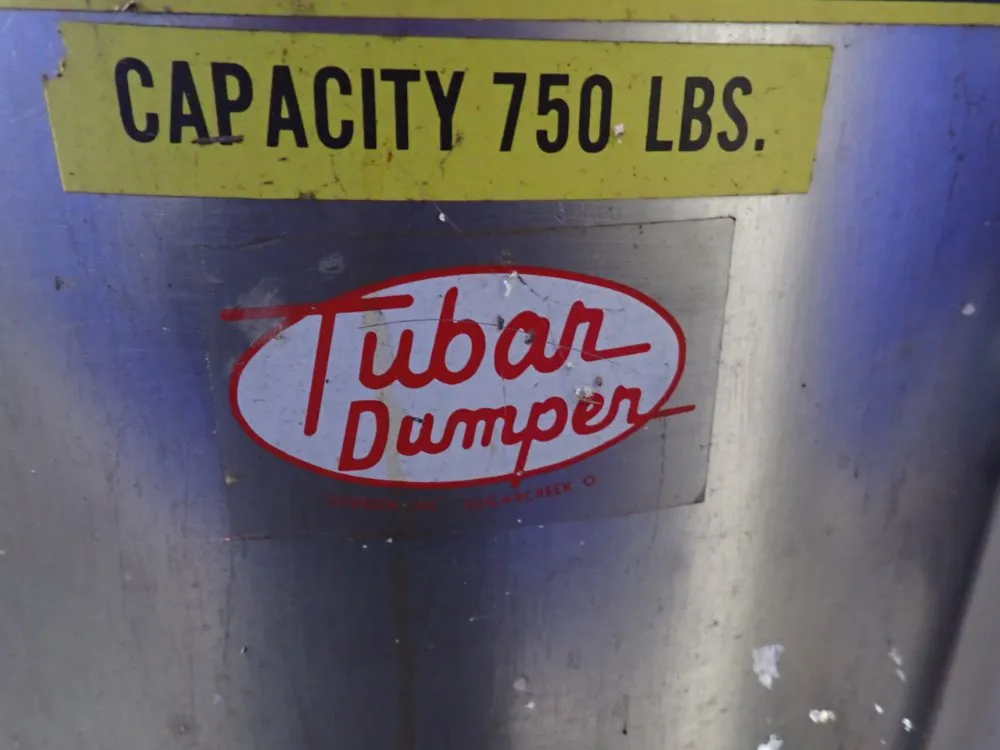 CAPACITY 750 LBS.
Tubar
Dumper
SUGARCREEK O